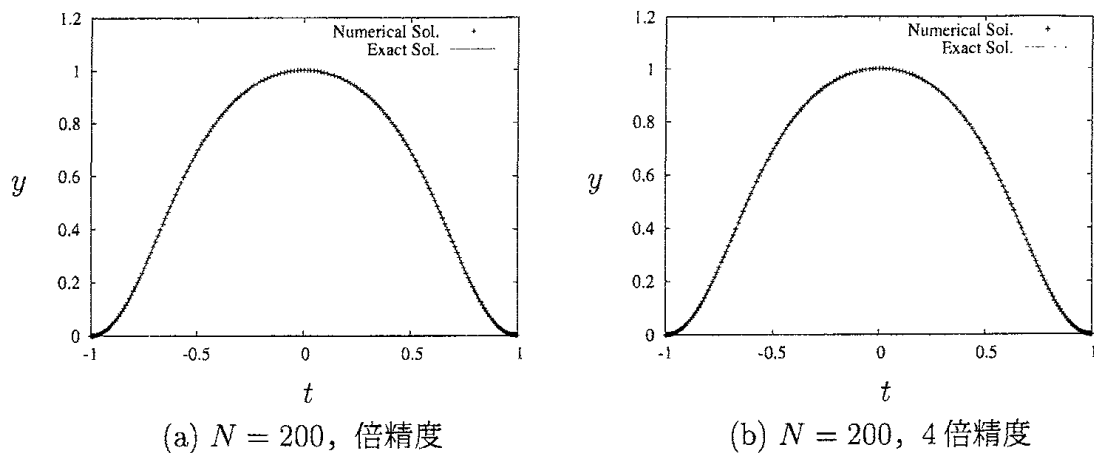 1.2
1
0.8
0.6
0.4
0.2
0
y
-1
-0.5
0
0.5
1
t
Numerical Sol. +
Exact Sol.
(a) N = 200, 倍精度
1.2
1
0.8
0.6
0.4
0.2
0
y
-1
-0.5
0
0.5
1
t
Numerical Sol. +
Exact Sol.
(b) N = 200, 4倍精度